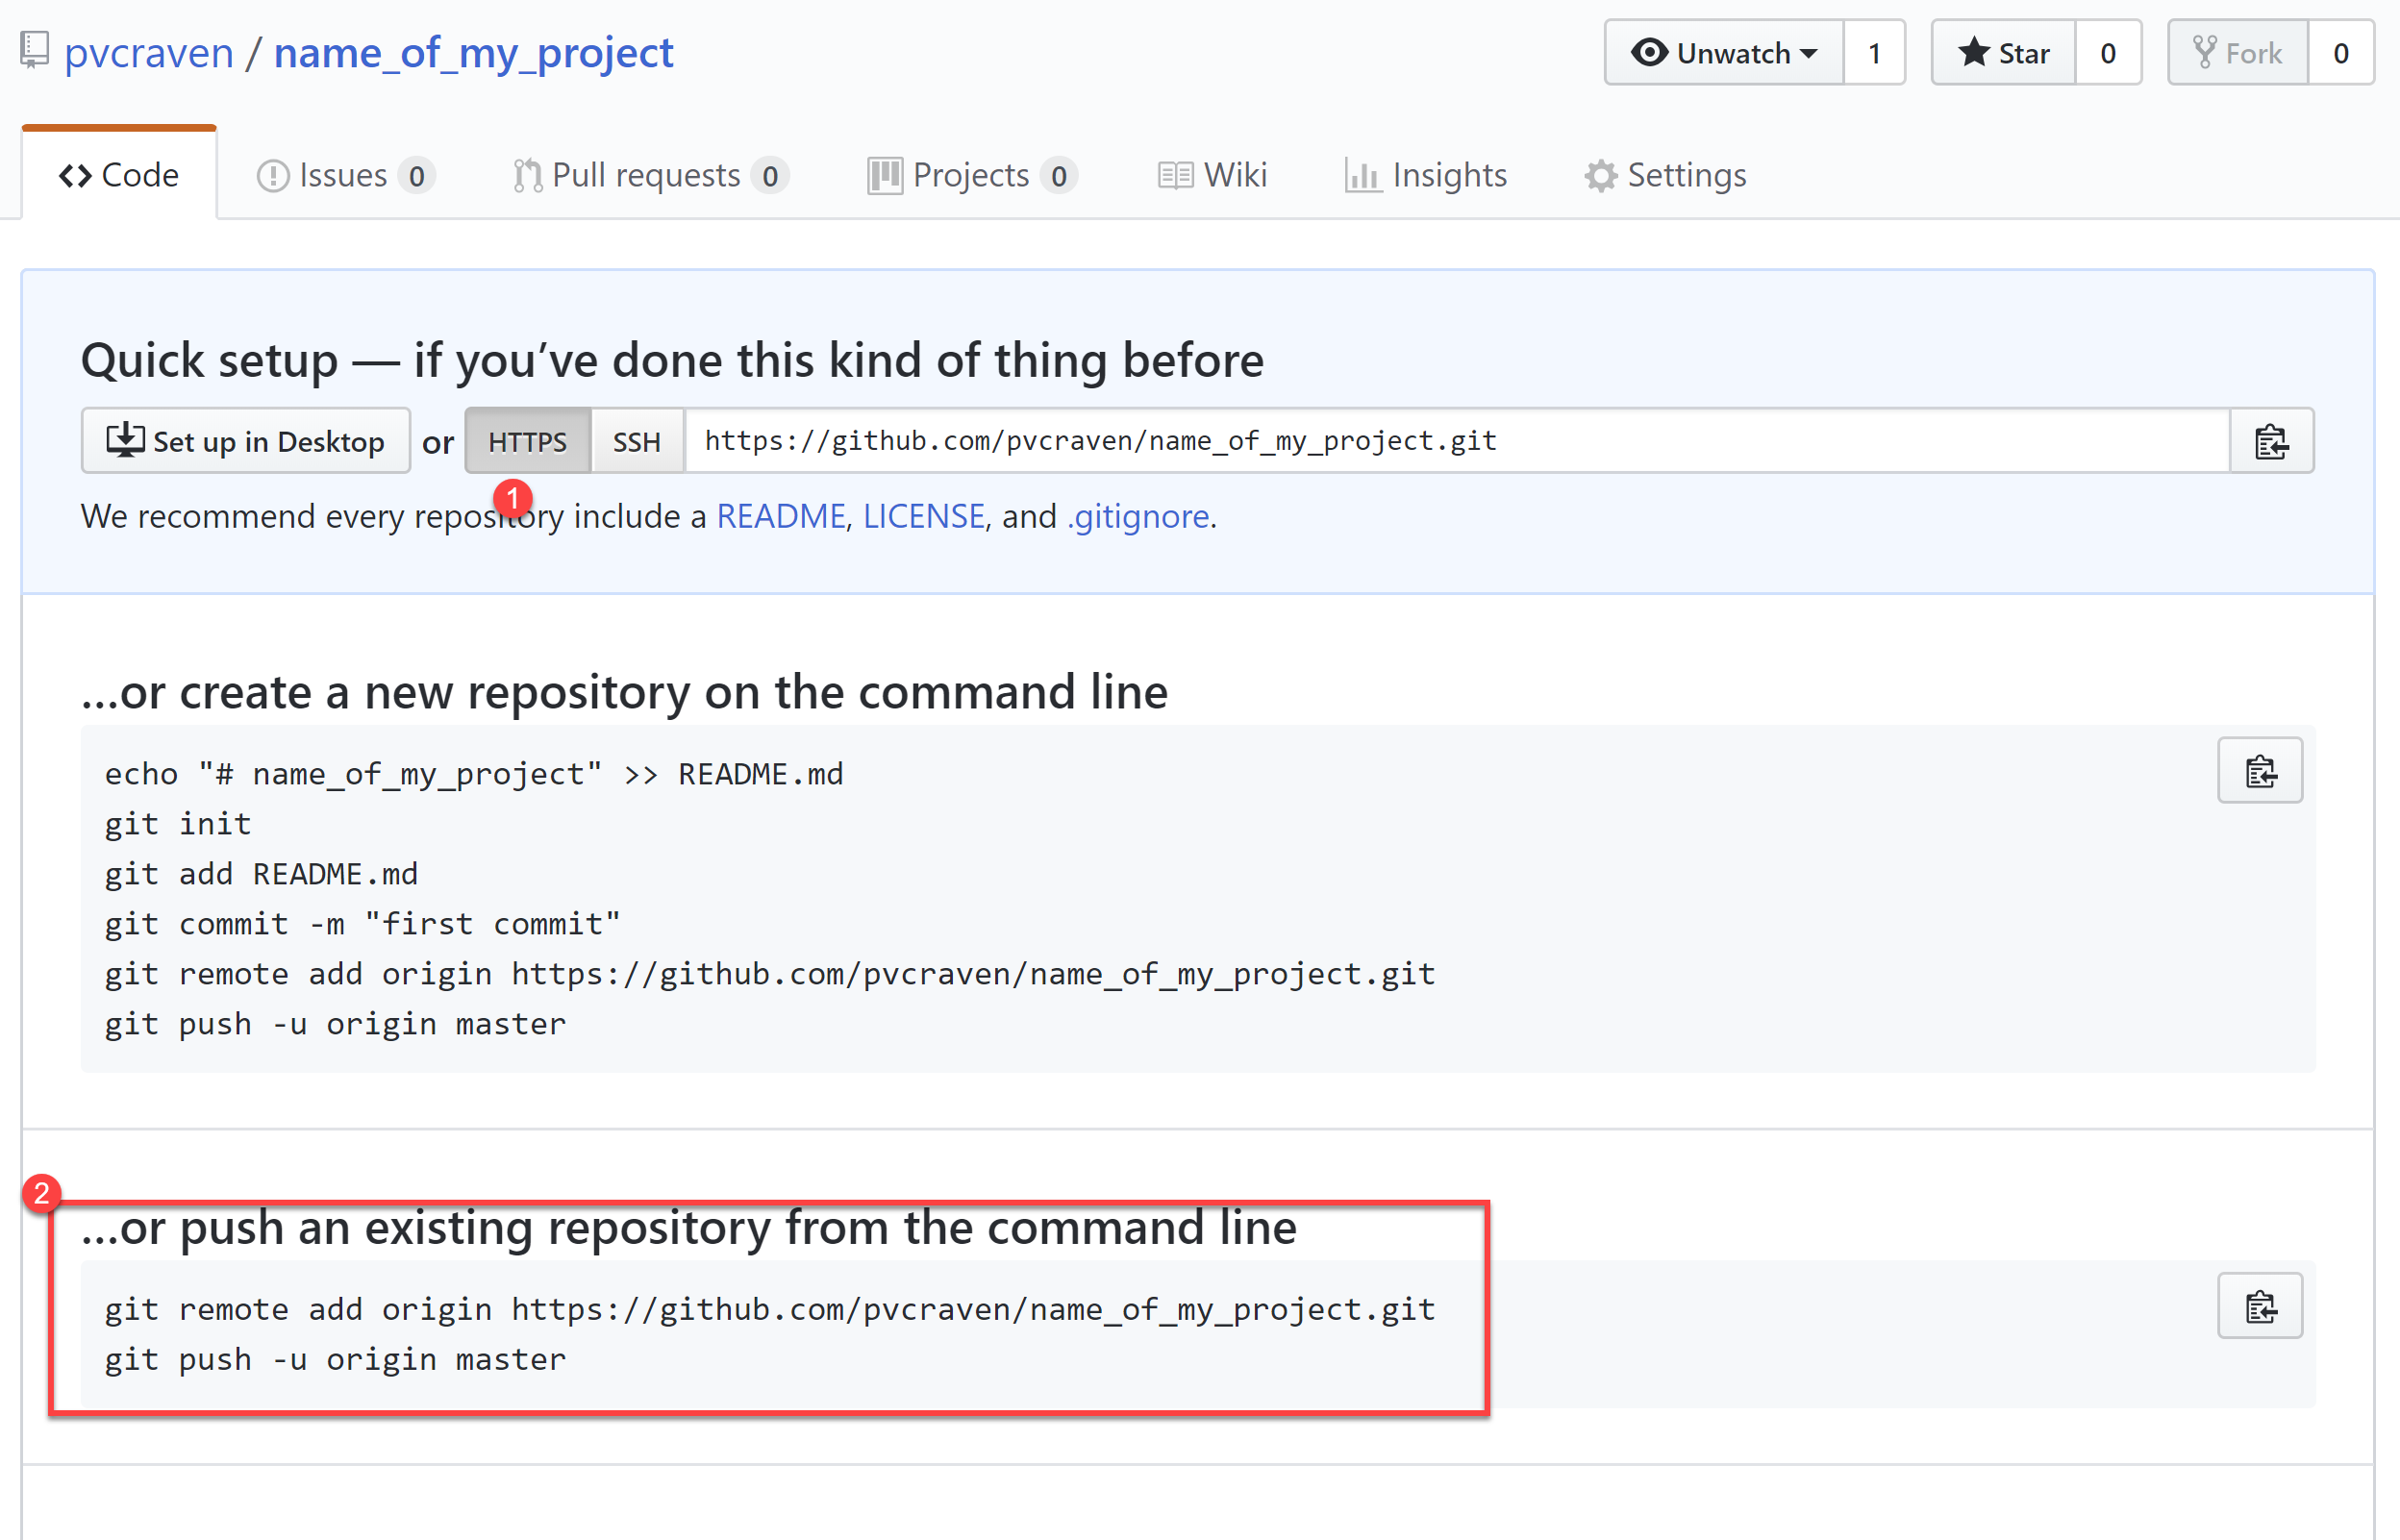 pvcraven / name_of_my_project
Unwatch 1 Star 0 Fork 0
Code Issues 0 Pull requests 0 Projects 0 Wiki Insights Settings
Quick setup — if you’ve done this kind of thing before
Set up in Desktop or HTTPS SSH https://github.com/pvcraven/name_of_my_project.git
1
We recommend every repository include a README, LICENSE, and .gitignore.
…or create a new repository on the command line
echo "# name_of_my_project" >> README.md
git init
git add README.md
git commit -m "first commit"
git remote add origin https://github.com/pvcraven/name_of_my_project.git
git push -u origin master
2
…or push an existing repository from the command line
git remote add origin https://github.com/pvcraven/name_of_my_project.git
git push -u origin master